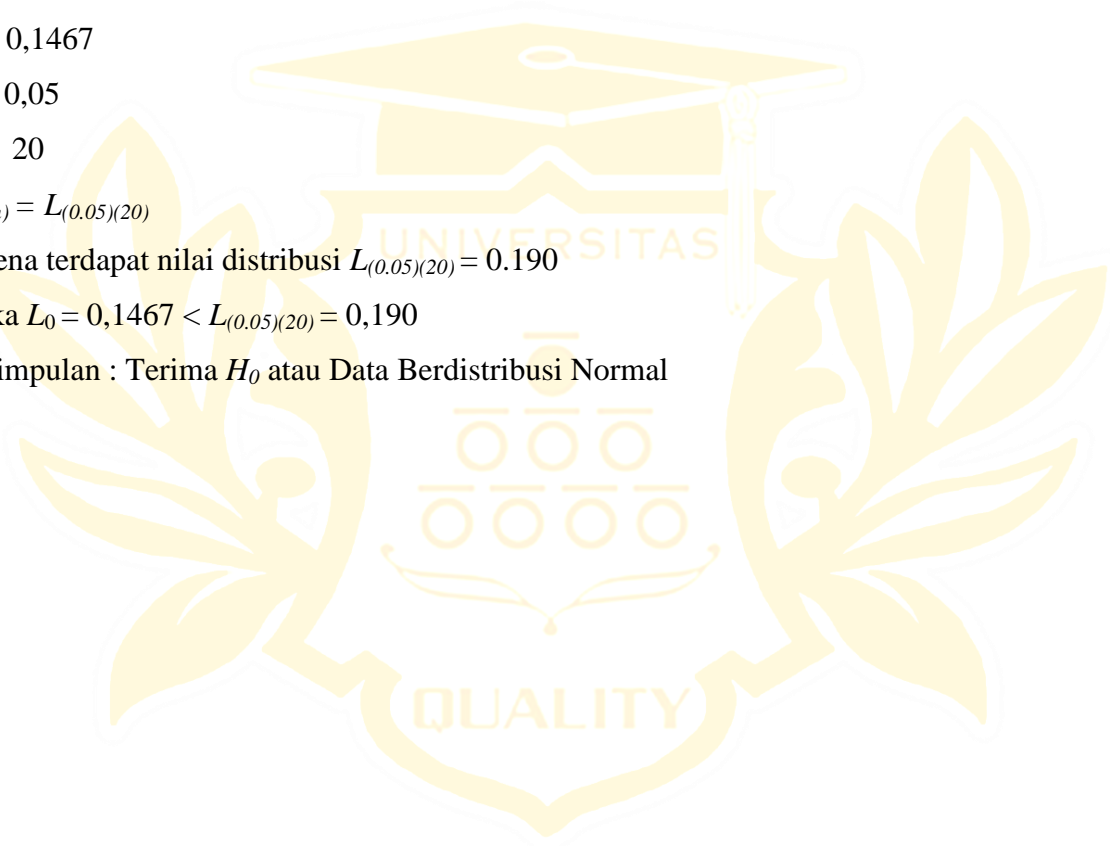 0,1467
0,05
20
) = L(0.05)(20)
ena terdapat nilai distribusi L(0.05)(20) = 0.190
ka L0 = 0,1467 < L(0.05)(20) = 0,190
impulan : Terima H0 atau Data Berdistribusi Normal
UNIVERSITAS
QUALITY